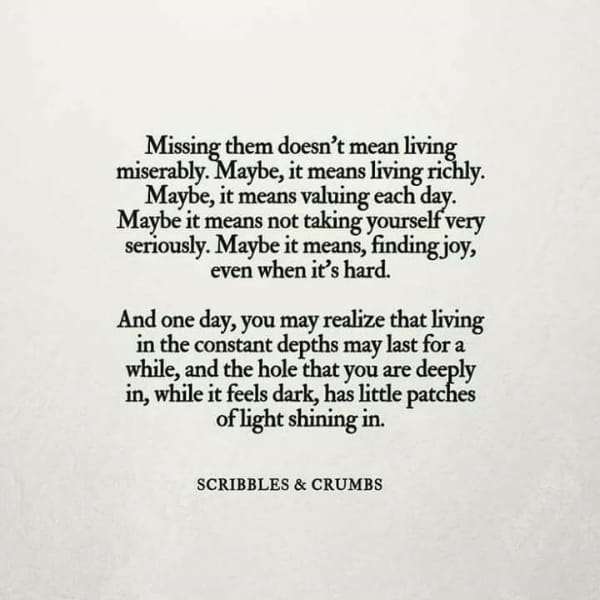 Missing them doesn’t mean living
miserably. Maybe, it means living richly.
Maybe, it means valuing each day.
Maybe it means not taking yourself very
seriously. Maybe it means, finding joy,
even when it’s hard.
And one day, you may realize that living
in the constant depths may last for a
while, and the hole that you are deeply
in, while it feels dark, has little patches
of light shining in.
SCRIBBLES & CRUMBS